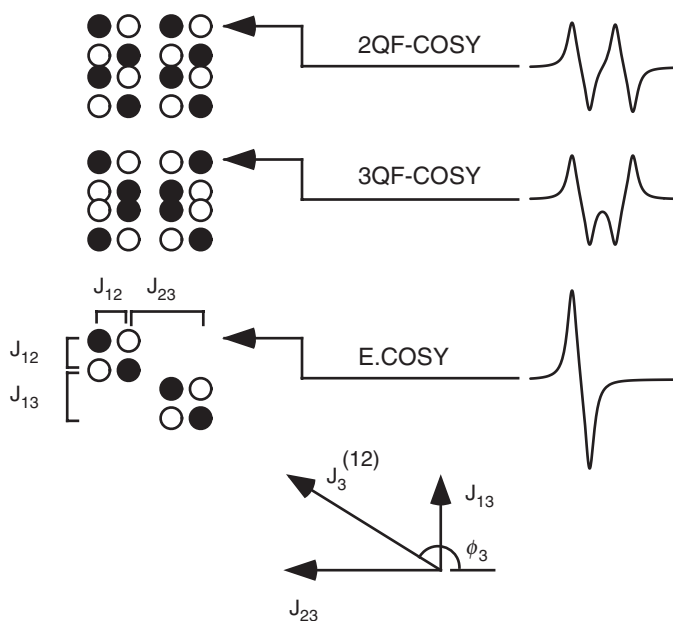 2QF-COSY
3QF-COSY
J₁₂ J₂₃
J₁₂
E.COSY
J₁₃
J₃⁽¹²⁾
J₁₃
ϕ₃
J₂₃